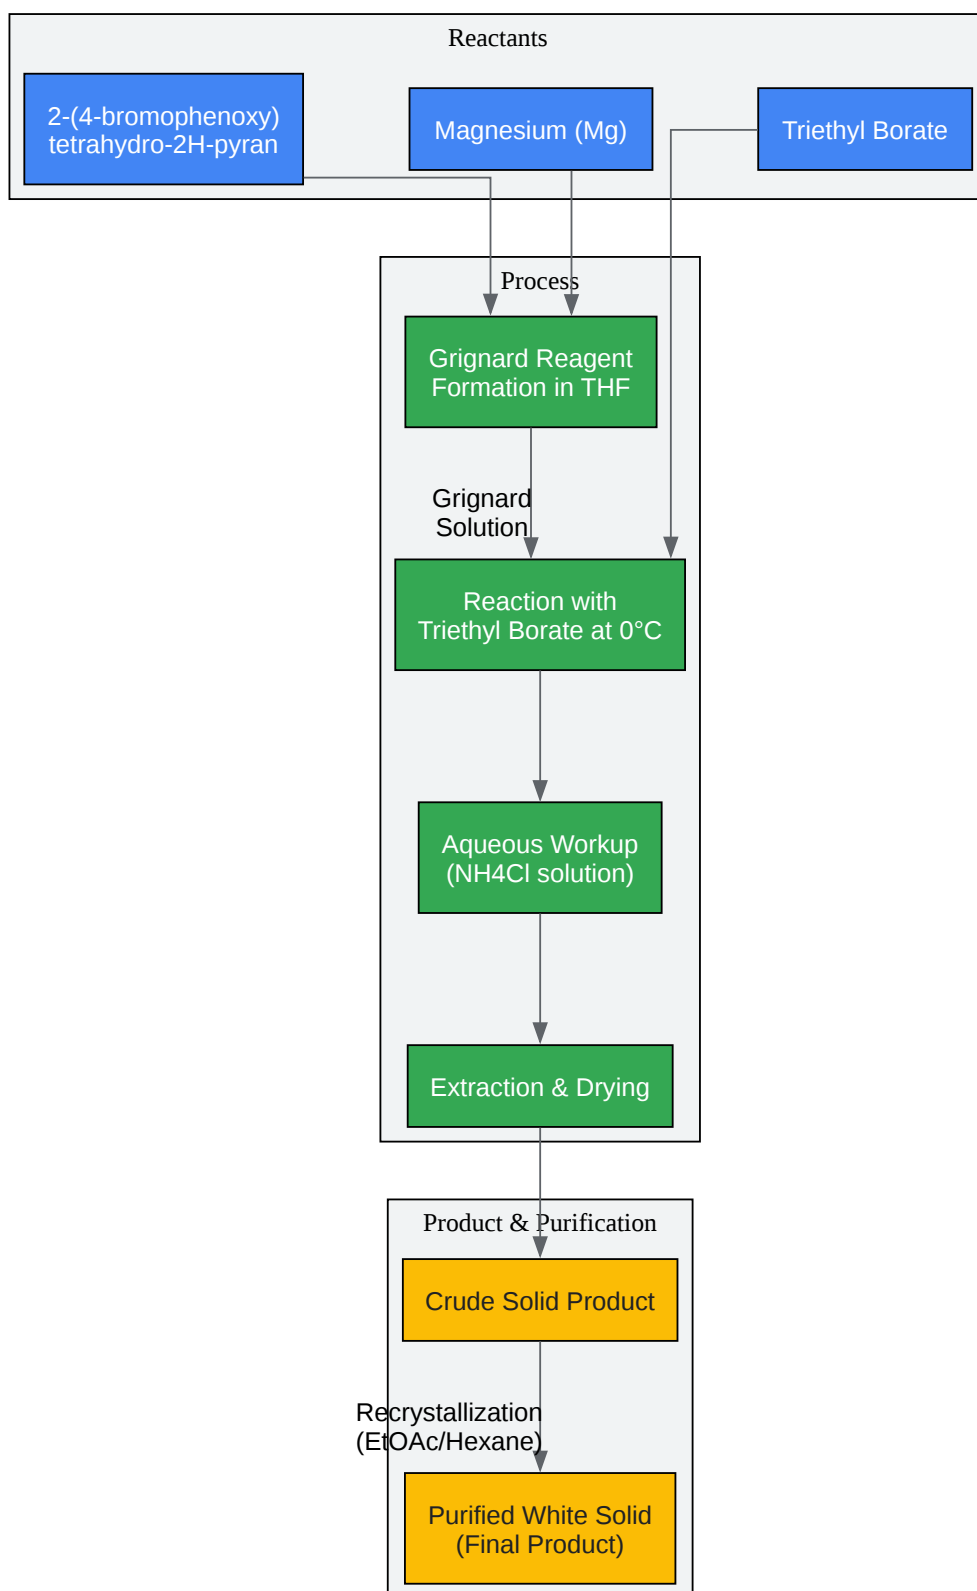 Reactants
2-(4-bromophenoxy)
tetrahydro-2H-pyran
Magnesium (Mg)
Triethyl Borate
Process
Grignard Reagent
Formation in THF
Grignard
Solution
Reaction with
Triethyl Borate at 0°C
Aqueous Workup
(NH4Cl solution)
Extraction & Drying
Product & Purification
Crude Solid Product
Recrystallization
(EtOAc/Hexane)
Purified White Solid
(Final Product)